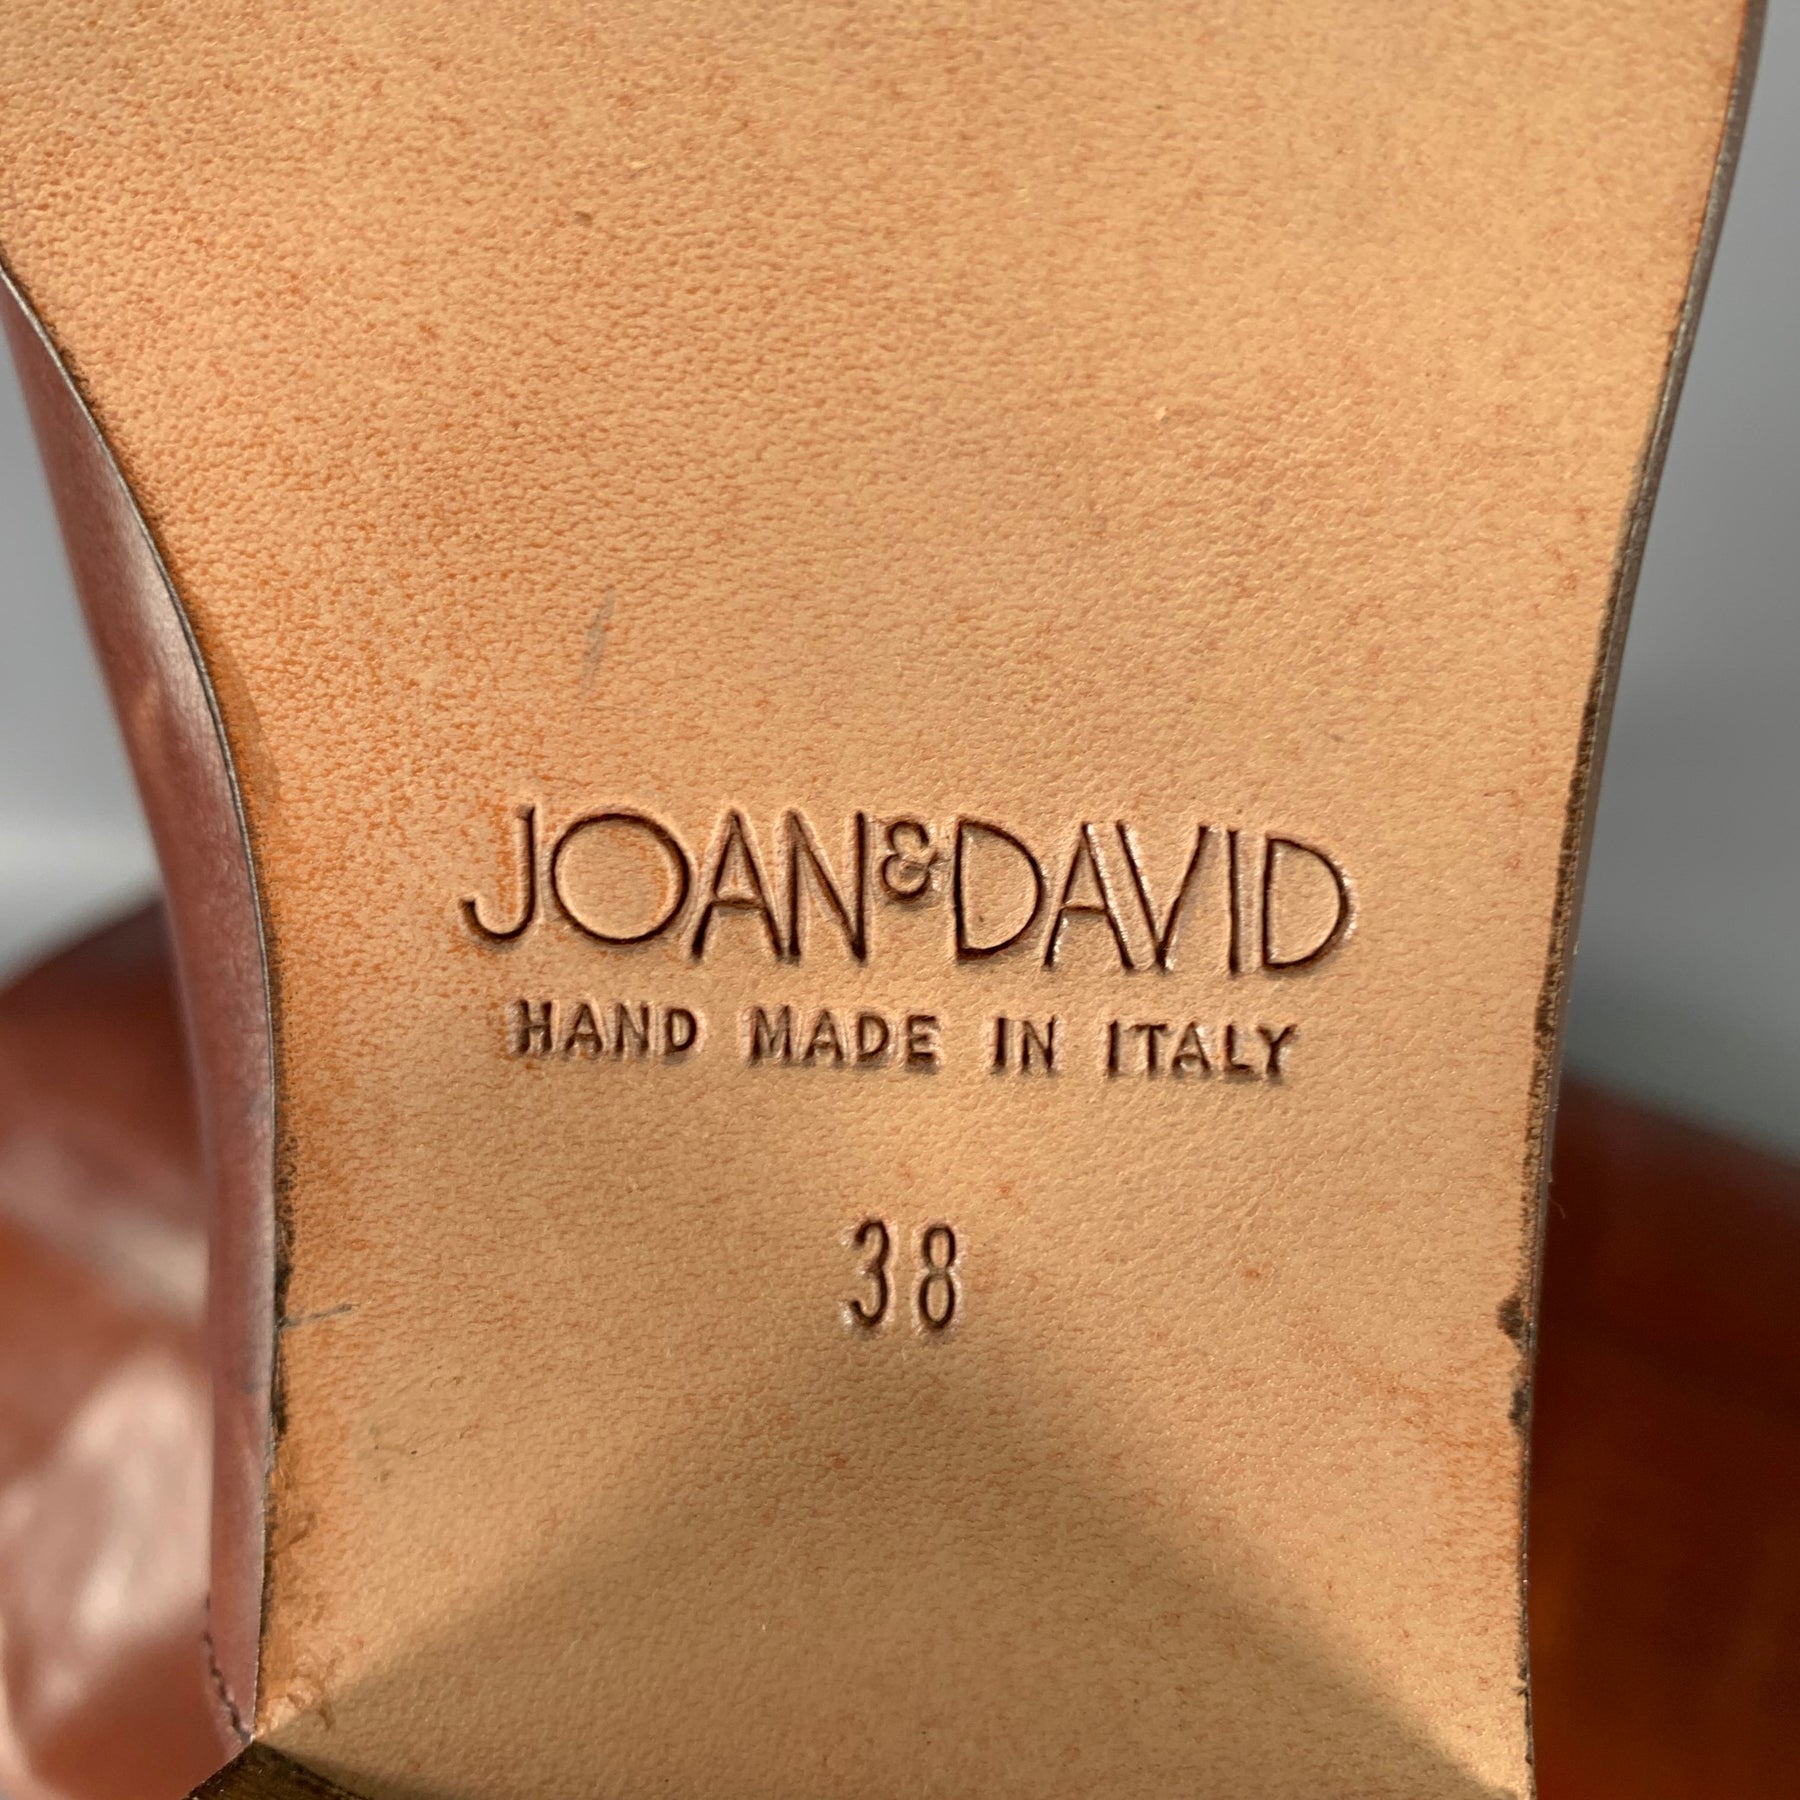 JOAN & DAVID
HAND MADE IN ITALY
38